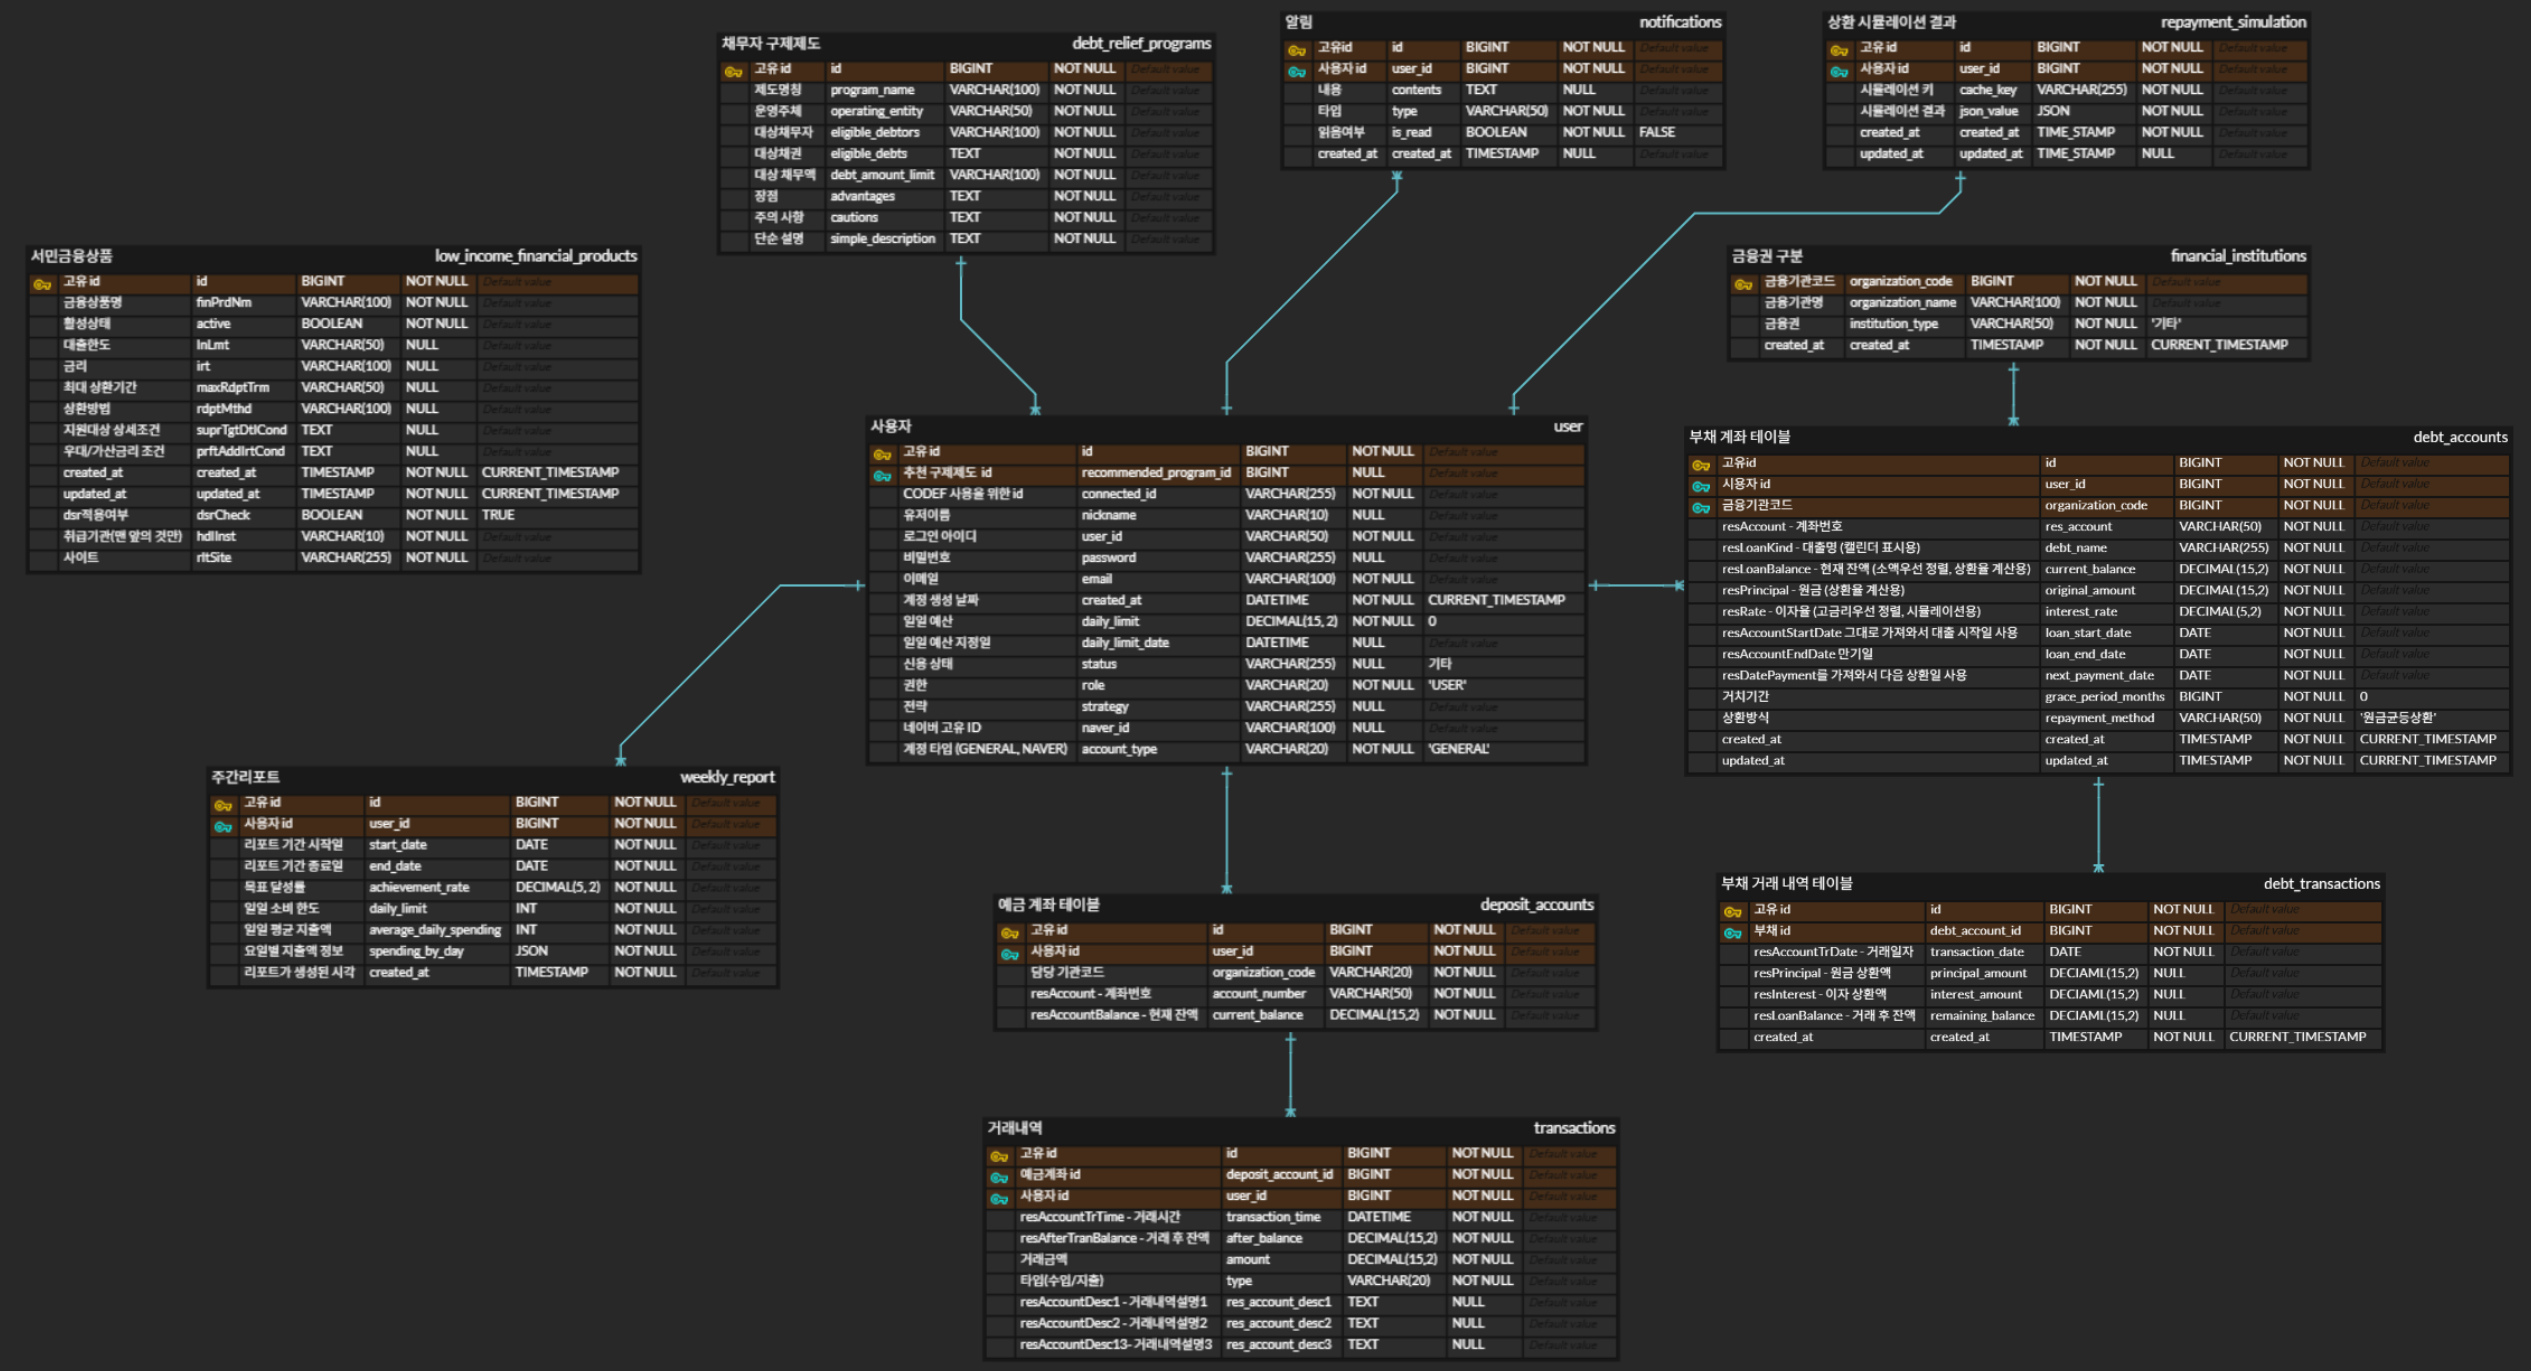 채무자 구제제도 debt_relief_programs
고유 id id BIGINT NOT NULL Default value
제도명칭 program_name VARCHAR(100) NOT NULL Default value
운영주체 operating_entity VARCHAR(50) NOT NULL Default value
대상채무자 eligible_debtors VARCHAR(100) NOT NULL Default value
대상채권 eligible_debts TEXT NOT NULL Default value
대상 채무액 debt_amount_limit VARCHAR(100) NOT NULL Default value
장점 advantages TEXT NOT NULL Default value
주의 사항 cautions TEXT NOT NULL Default value
단순 설명 simple_description TEXT NOT NULL Default value
알림 notifications
고유id id BIGINT NOT NULL Default value
사용자 id user_id BIGINT NOT NULL Default value
내용 contents TEXT NULL Default value
타입 type VARCHAR(50) NOT NULL Default value
읽음여부 is_read BOOLEAN NOT NULL FALSE
created_at created_at TIMESTAMP NULL Default value
상환 시뮬레이션 결과 repayment_simulation
고유 id id BIGINT NOT NULL Default value
사용자 id user_id BIGINT NOT NULL Default value
시뮬레이션 키 cache_key VARCHAR(255) NOT NULL Default value
시뮬레이션 결과 json_value JSON NOT NULL Default value
created_at created_at TIME_STAMP NOT NULL Default value
updated_at updated_at TIME_STAMP NULL Default value
서민금융상품 low_income_financial_products
고유 id id BIGINT NOT NULL Default value
금융상품명 finPrdNm VARCHAR(100) NOT NULL Default value
활성상태 active BOOLEAN NOT NULL Default value
대출한도 lnLmt VARCHAR(50) NULL Default value
금리 irt VARCHAR(100) NULL Default value
최대 상환기간 maxRdptTrm VARCHAR(50) NULL Default value
상환방법 rdptMthd VARCHAR(100) NULL Default value
지원대상 상세조건 suprTgtDtlCond TEXT NULL Default value
우대/가산금리 조건 prftAddIrtCond TEXT NULL Default value
created_at created_at TIMESTAMP NOT NULL CURRENT_TIMESTAMP
updated_at updated_at TIMESTAMP NOT NULL CURRENT_TIMESTAMP
dsr적용여부 dsrCheck BOOLEAN NOT NULL TRUE
취급기관(맨 앞의 것만) hdlInst VARCHAR(10) NOT NULL Default value
사이트 rltSite VARCHAR(255) NOT NULL Default value
금융권 구분 financial_institutions
금융기관코드 organization_code BIGINT NOT NULL Default value
금융기관명 organization_name VARCHAR(100) NOT NULL Default value
금융권 institution_type VARCHAR(50) NOT NULL '기타'
created_at created_at TIMESTAMP NOT NULL CURRENT_TIMESTAMP
사용자 user
고유 id id BIGINT NOT NULL Default value
추천 구제제도 id recommended_program_id BIGINT NULL Default value
CODEF 사용을 위한 id connected_id VARCHAR(255) NOT NULL Default value
유저이름 nickname VARCHAR(10) NULL Default value
로그인 아이디 user_id VARCHAR(50) NOT NULL Default value
비밀번호 password VARCHAR(255) NULL Default value
이메일 email VARCHAR(100) NOT NULL Default value
계정 생성 날짜 created_at DATETIME NOT NULL CURRENT_TIMESTAMP
일일 예산 daily_limit DECIMAL(15, 2) NOT NULL 0
일일 예산 지정일 daily_limit_date DATETIME NULL Default value
신용 상태 status VARCHAR(255) NULL 기타
권한 role VARCHAR(20) NOT NULL 'USER'
전략 strategy VARCHAR(255) NULL Default value
네이버 고유 ID naver_id VARCHAR(100) NULL Default value
계정 타입 (GENERAL, NAVER) account_type VARCHAR(20) NOT NULL 'GENERAL'
부채 계좌 테이블 debt_accounts
고유id id BIGINT NOT NULL Default value
시용자 id user_id BIGINT NOT NULL Default value
금융기관코드 organization_code BIGINT NOT NULL Default value
resAccount - 계좌번호 res_account VARCHAR(50) NOT NULL Default value
resLoanKind - 대출명 (캘린더 표시용) debt_name VARCHAR(255) NOT NULL Default value
resLoanBalance - 현재 잔액 (소액우선 정렬, 상환율 계산용) current_balance DECIMAL(15,2) NOT NULL Default value
resPrincipal - 원금 (상환율 계산용) original_amount DECIMAL(15,2) NOT NULL Default value
resRate - 이자율 (고금리우선 정렬, 시뮬레이션용) interest_rate DECIMAL(5,2) NOT NULL Default value
resAccountStartDate 그대로 가져와서 대출 시작일 사용 loan_start_date DATE NOT NULL Default value
resAccountEndDate 만기일 loan_end_date DATE NOT NULL Default value
resDatePayment를 가져와서 다음 상환일 사용 next_payment_date DATE NOT NULL Default value
거치기간 grace_period_months BIGINT NOT NULL 0
상환방식 repayment_method VARCHAR(50) NOT NULL '원금균등상환'
created_at created_at TIMESTAMP NOT NULL CURRENT_TIMESTAMP
updated_at updated_at TIMESTAMP NOT NULL CURRENT_TIMESTAMP
주간리포트 weekly_report
고유 id id BIGINT NOT NULL Default value
사용자 id user_id BIGINT NOT NULL Default value
리포트 기간 시작일 start_date DATE NOT NULL Default value
리포트 기간 종료일 end_date DATE NOT NULL Default value
목표 달성률 achievement_rate DECIMAL(5, 2) NOT NULL Default value
일일 소비 한도 daily_limit INT NOT NULL Default value
일일 평균 지출액 average_daily_spending INT NOT NULL Default value
요일별 지출액 정보 spending_by_day JSON NOT NULL Default value
리포트가 생성된 시각 created_at TIMESTAMP NOT NULL Default value
예금 계좌 테이블 deposit_accounts
고유 id id BIGINT NOT NULL Default value
사용자 id user_id BIGINT NOT NULL Default value
담당 기관코드 organization_code VARCHAR(20) NOT NULL Default value
resAccount - 계좌번호 account_number VARCHAR(50) NOT NULL Default value
resAccountBalance - 현재 잔액 current_balance DECIMAL(15,2) NOT NULL Default value
부채 거래 내역 테이블 debt_transactions
고유 id id BIGINT NOT NULL Default value
부채 id debt_account_id BIGINT NOT NULL Default value
resAccountTrDate - 거래일자 transaction_date DATE NOT NULL Default value
resPrincipal - 원금 상환액 principal_amount DECIAML(15,2) NULL Default value
resInterest - 이자 상환액 interest_amount DECIAML(15,2) NULL Default value
resLoanBalance - 거래 후 잔액 remaining_balance DECIAML(15,2) NULL Default value
created_at created_at TIMESTAMP NOT NULL CURRENT_TIMESTAMP
거래내역 transactions
고유 id id BIGINT NOT NULL Default value
예금계좌 id deposit_account_id BIGINT NOT NULL Default value
사용자 id user_id BIGINT NOT NULL Default value
resAccountTrTime - 거래시간 transaction_time DATETIME NOT NULL Default value
resAfterTranBalance - 거래 후 잔액 after_balance DECIMAL(15,2) NOT NULL Default value
거래금액 amount DECIMAL(15,2) NOT NULL Default value
타입(수입/지출) type VARCHAR(20) NOT NULL Default value
resAccountDesc1 - 거래내역설명1 res_account_desc1 TEXT NULL Default value
resAccountDesc2 - 거래내역설명2 res_account_desc2 TEXT NULL Default value
resAccountDesc13- 거래내역설명3 res_account_desc3 TEXT NULL Default value